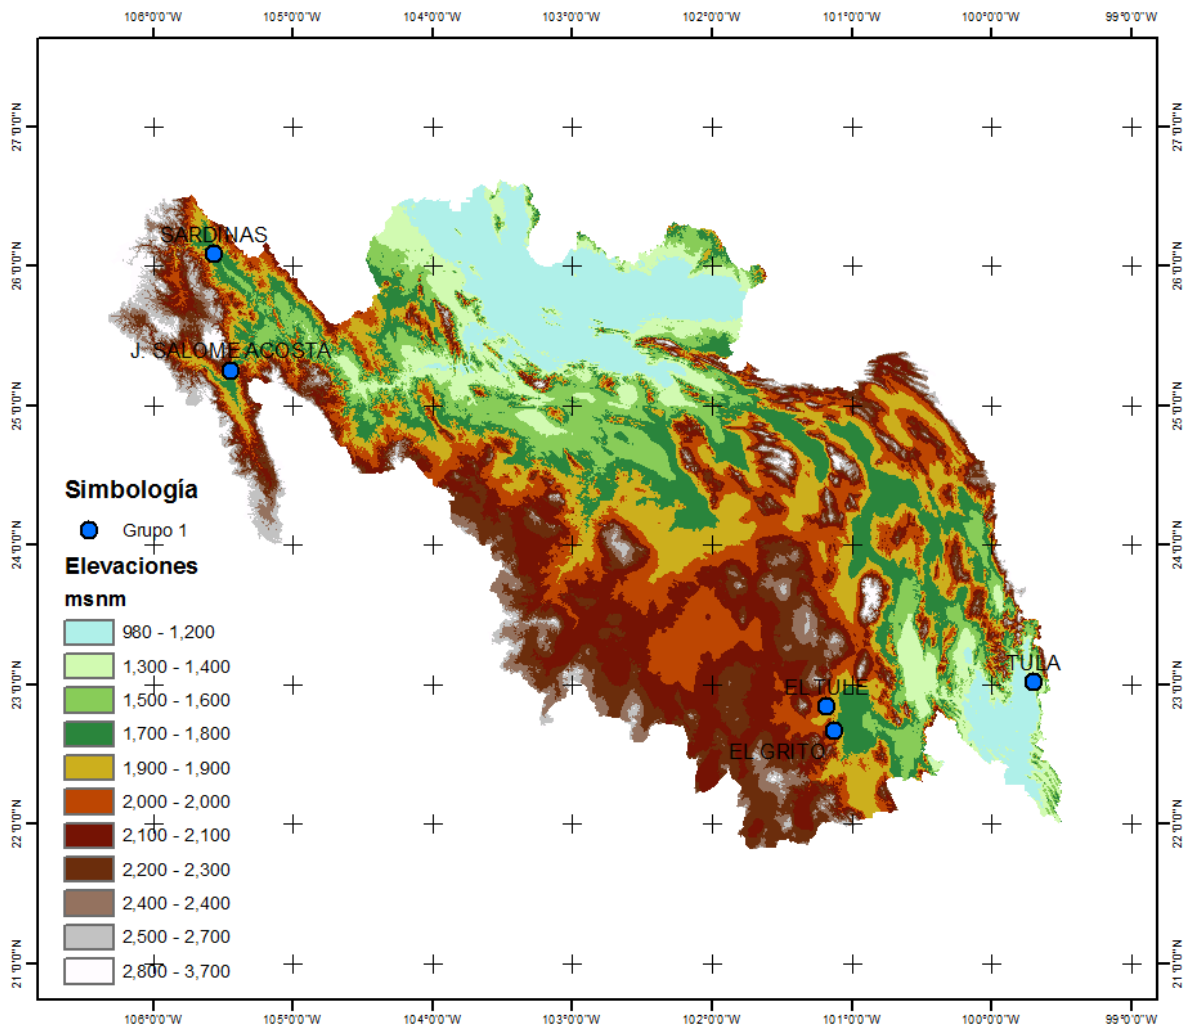 106°0'0"W 105°0'0"W 104°0'0"W 103°0'0"W 102°0'0"W 101°0'0"W 100°0'0"W 99°0'0"W
27°0'0"N 27°0'0"N
SARDINAS
26°0'0"N 26°0'0"N
J. SALOME ACOSTA
25°0'0"N 25°0'0"N
Simbología
Grupo 1
24°0'0"N 24°0'0"N
Elevaciones
msnm
980 - 1,200
1,300 - 1,400
TULA
23°0'0"N 23°0'0"N
EL TULE
1,500 - 1,600
1,700 - 1,800
EL GRITO
1,900 - 1,900
2,000 - 2,000
22°0'0"N 22°0'0"N
2,100 - 2,100
2,200 - 2,300
2,400 - 2,400
2,500 - 2,700
21°0'0"N 21°0'0"N
2,800 - 3,700
106°0'0"W 105°0'0"W 104°0'0"W 103°0'0"W 102°0'0"W 101°0'0"W 100°0'0"W 99°0'0"W